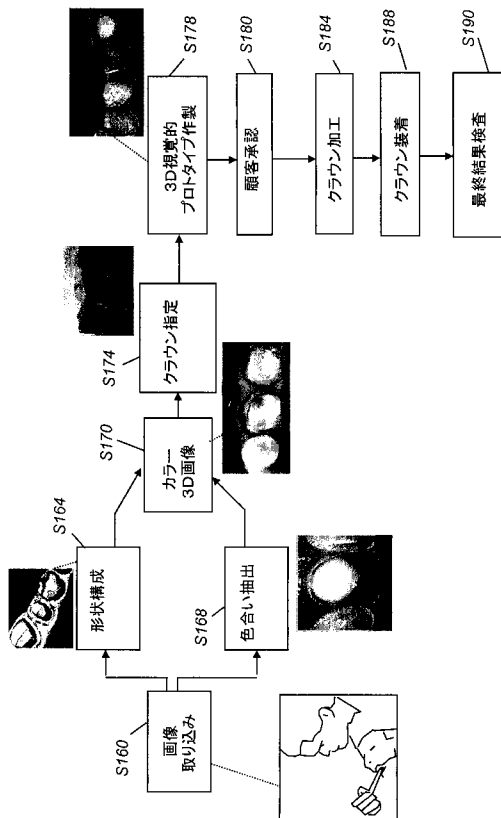 S160
画像
取り込み
S164
形状構成
S168
色合い抽出
S170
カラー
3D画像
S174
クラウン指定
S178
3D視覚的
プロトタイプ作製
S180
顧客承認
S184
クラウン加工
S188
クラウン装着
S190
最終結果検査